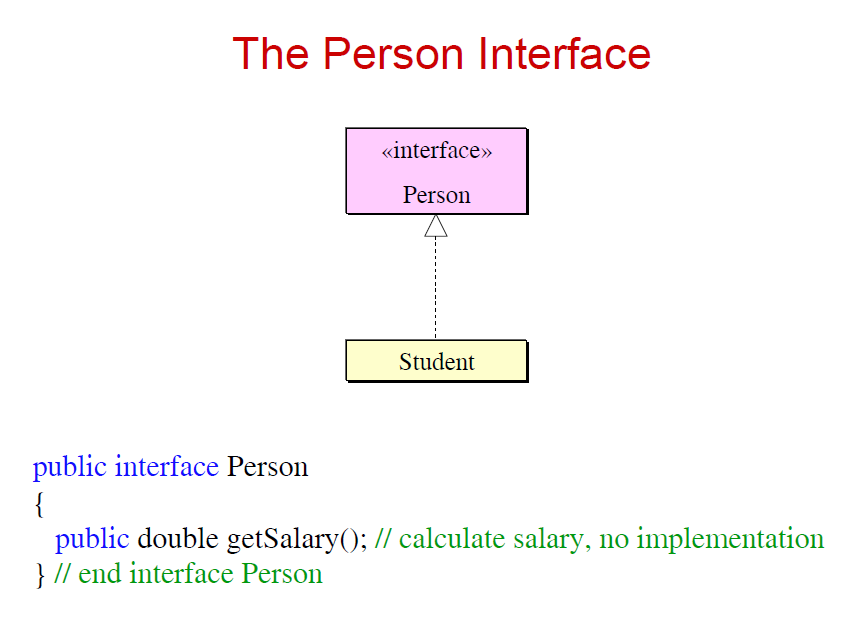 The Person Interface
«interface»
Person
Student
public interface Person
{
public double getSalary(); // calculate salary, no implementation
} // end interface Person